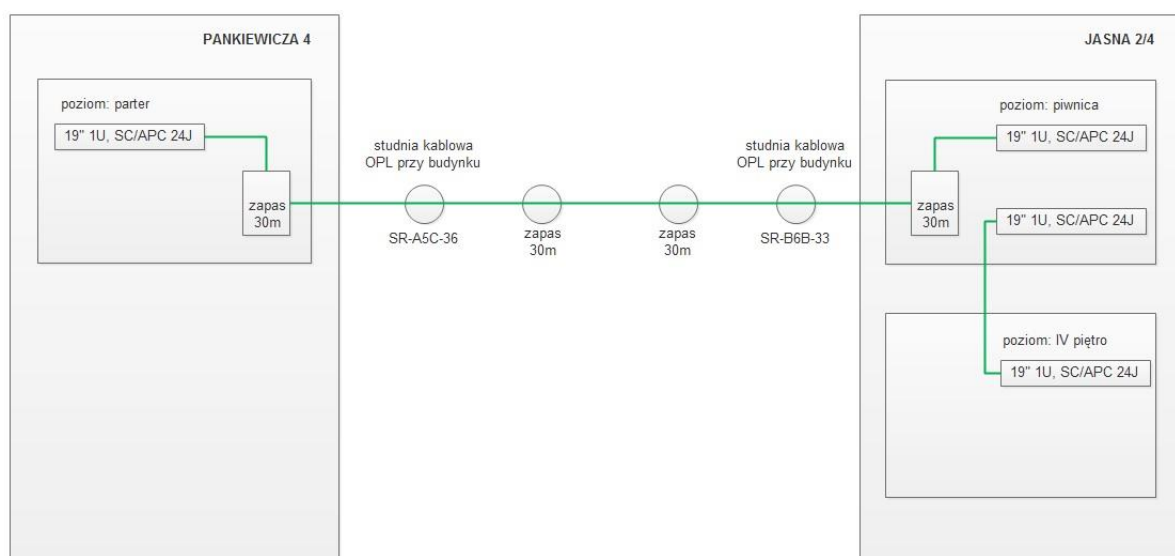 PANKIEWICZA 4
poziom: parter
19" 1U, SC/APC 24J
zapas
30m
studnia kablowa
OPL przy budynku
SR-A5C-36
zapas
30m
zapas
30m
studnia kablowa
OPL przy budynku
SR-B6B-33
JASNA 2/4
poziom: piwnica
19" 1U, SC/APC 24J
zapas
30m
19" 1U, SC/APC 24J
poziom: IV piętro
19" 1U, SC/APC 24J